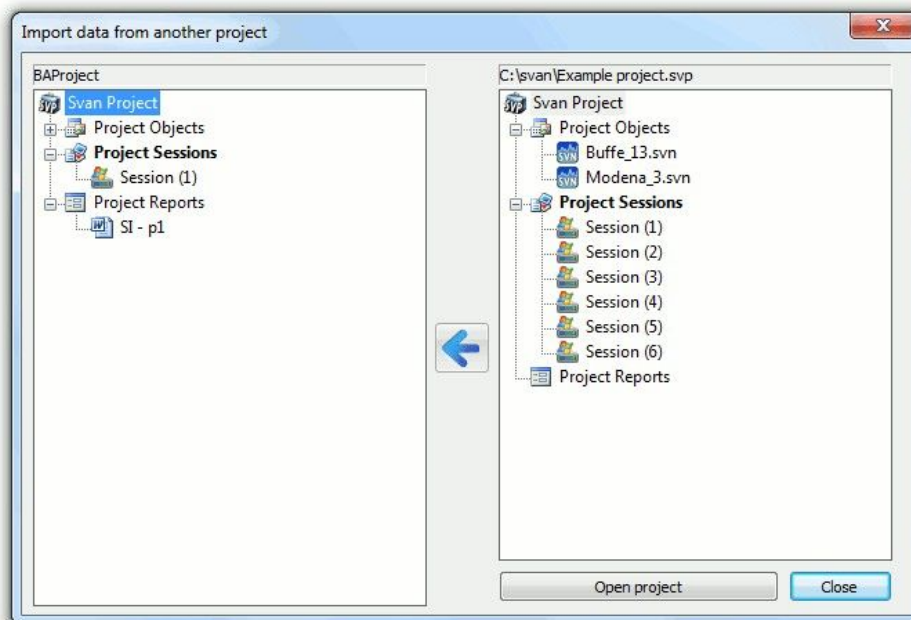 Import data from another project
BAProject
Svan Project
Project Objects
Project Sessions
Session (1)
Project Reports
SI - p1
C:\svan\Example project.svp
Svan Project
Project Objects
Buffe_13.svn
Modena_3.svn
Project Sessions
Session (1)
Session (2)
Session (3)
Session (4)
Session (5)
Session (6)
Project Reports
Open project
Close